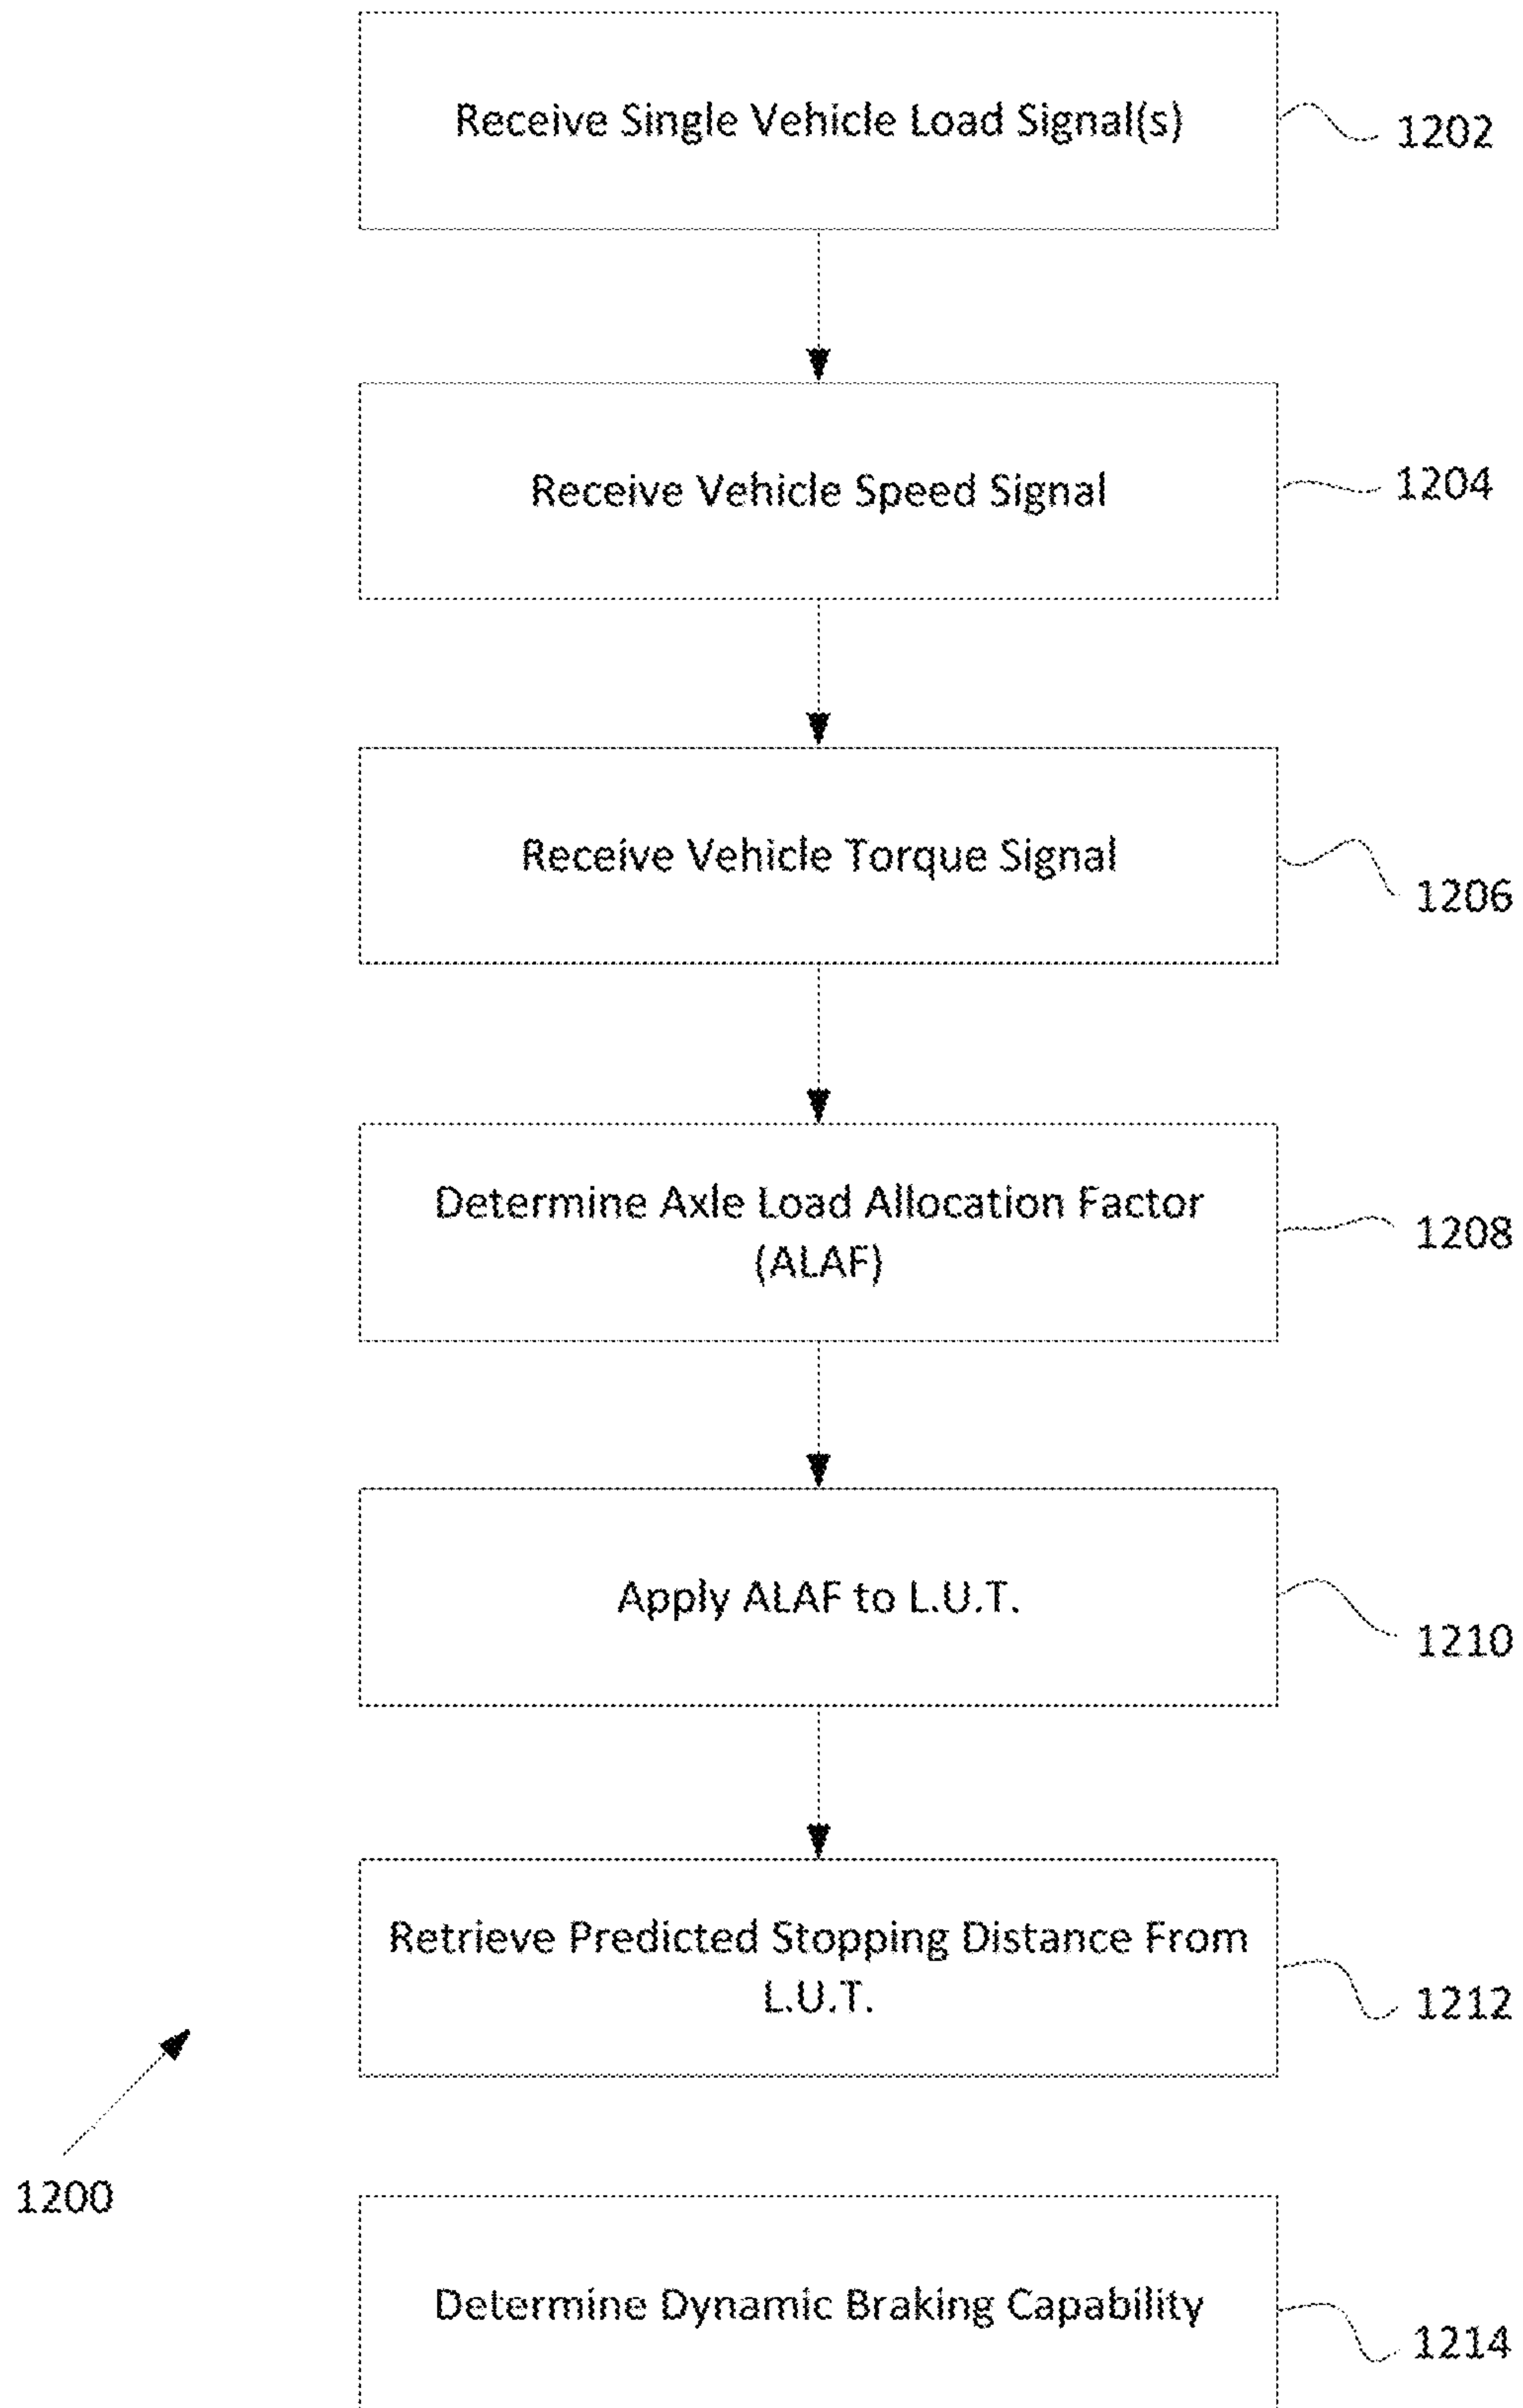 Receive Single Vehicle Load Signal(s)
1202
Receive Vehicle Speed Signal
1204
Receive Vehicle Torque Signal
1206
Determine Axle Load Allocation Factor
(ALAF)
1208
Apply ALAF to L.U.T.
1210
Retrieve Predicted Stopping Distance From
L.U.T.
1212
1200
Determine Dynamic Braking Capability
1214